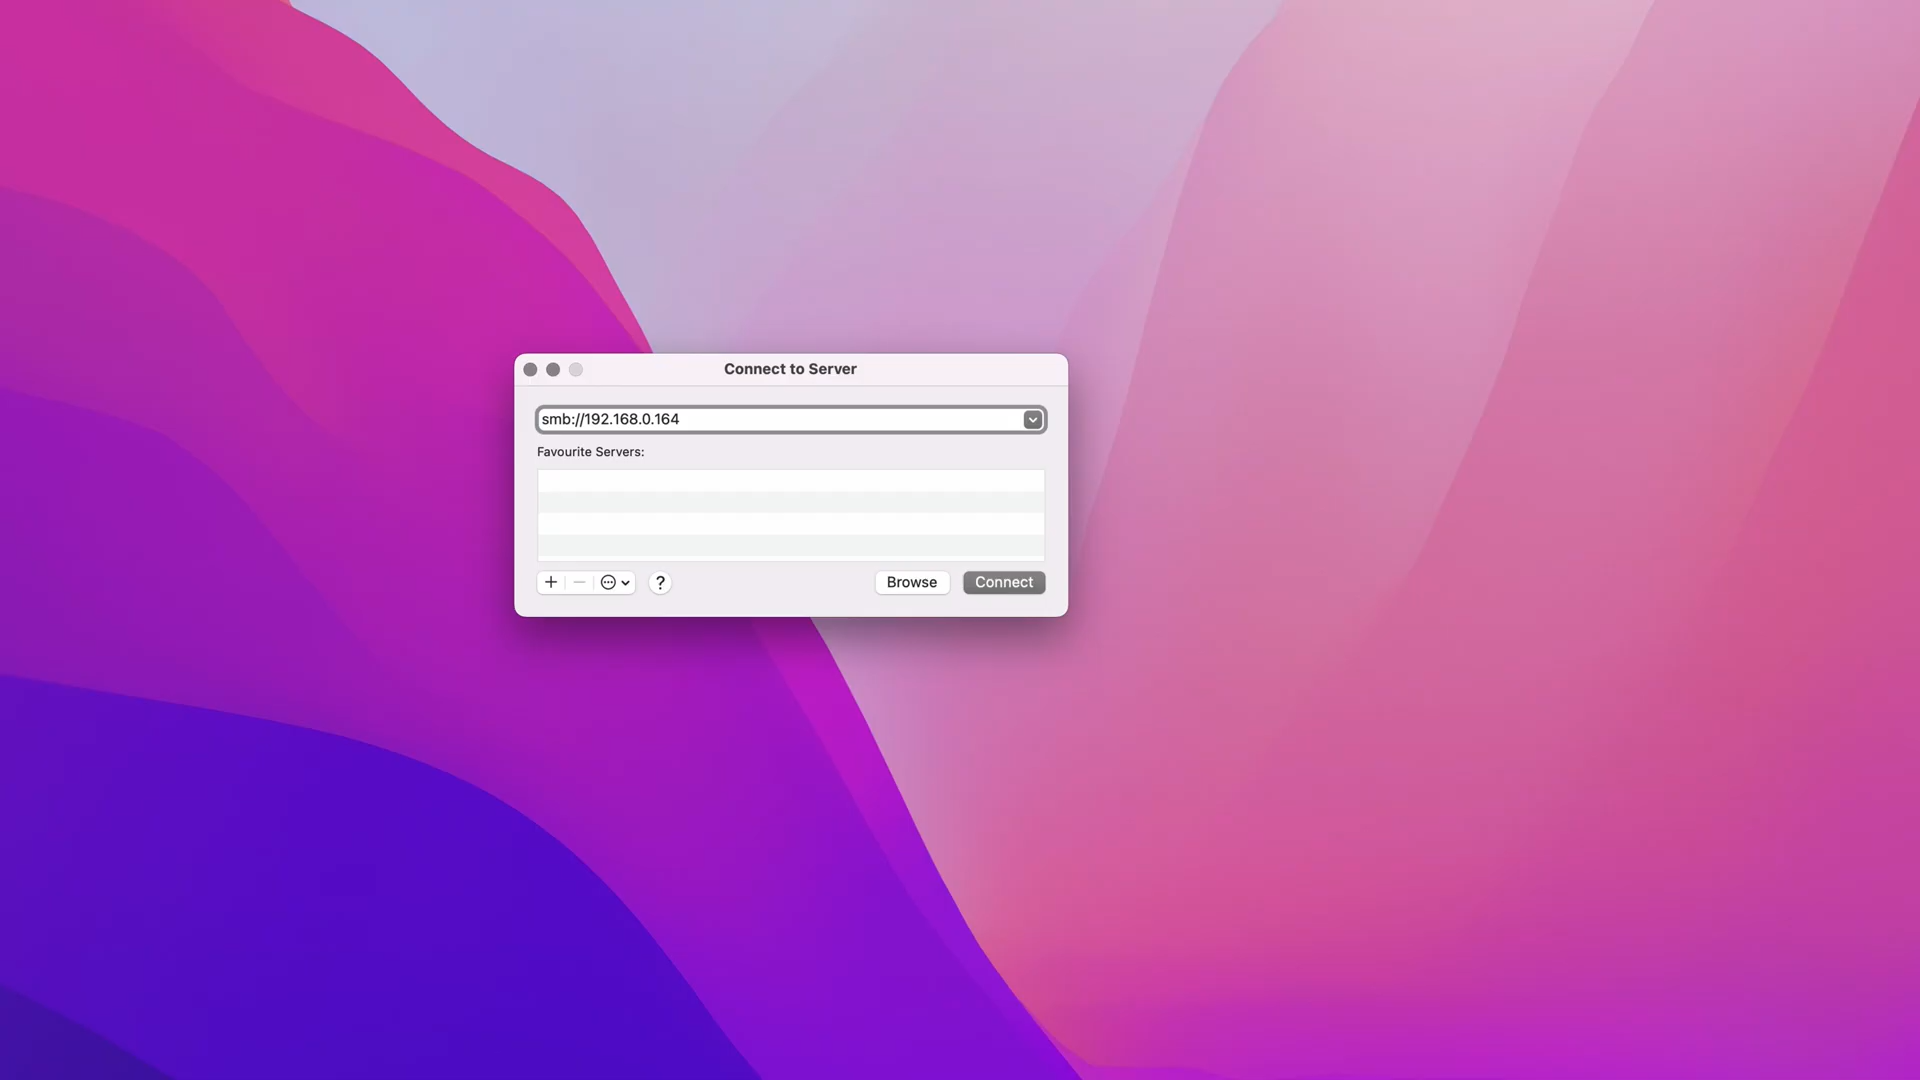 Connect to Server
smb://192.168.0.164
Favourite Servers:
? Browse Connect